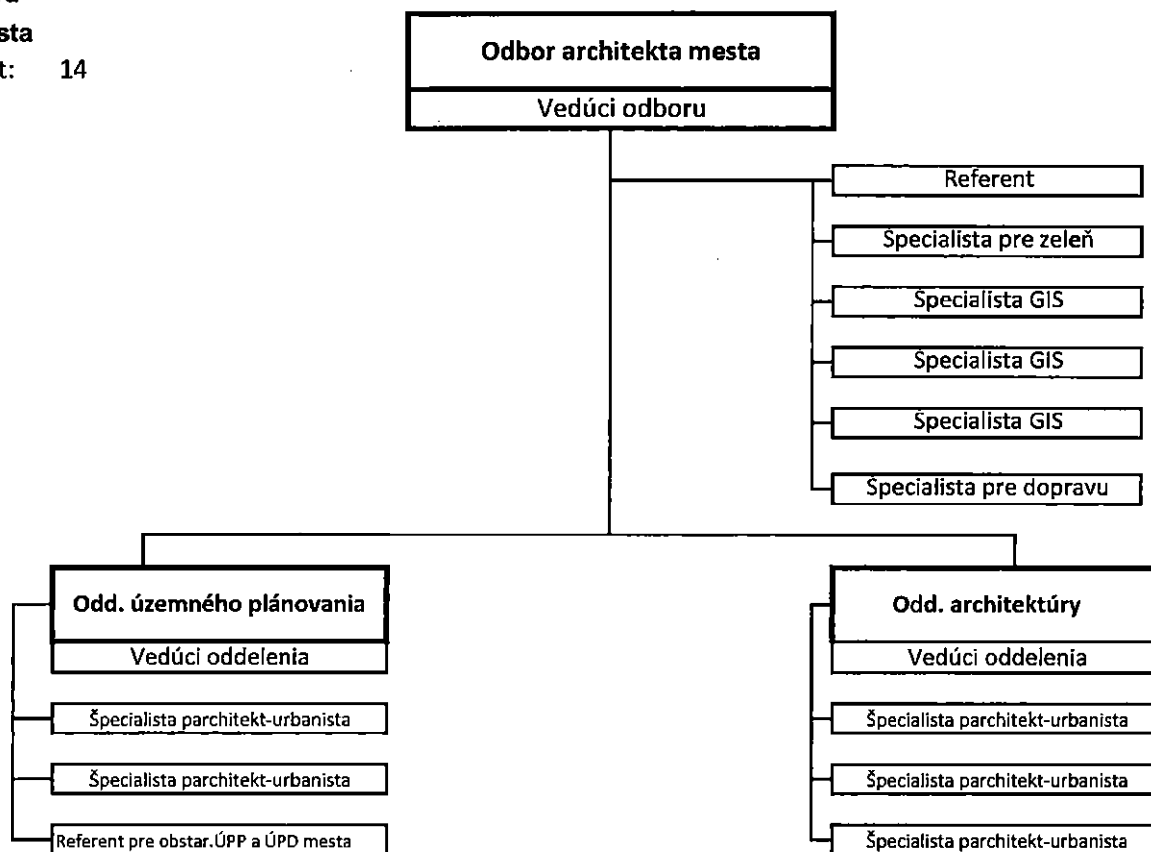 sta
t: 14
Odbor architekta mesta
Vedúci odboru
Referent
Špecialista pre zeleň
Špecialista GIS
Špecialista GIS
Špecialista GIS
Špecialista pre dopravu
Odd. územného plánovania
Vedúci oddelenia
Špecialista parchitekt-urbanista
Špecialista parchitekt-urbanista
Referent pre obstar.ÚPP a ÚPD mesta
Odd. architektúry
Vedúci oddelenia
Špecialista parchitekt-urbanista
Špecialista parchitekt-urbanista
Špecialista parchitekt-urbanista